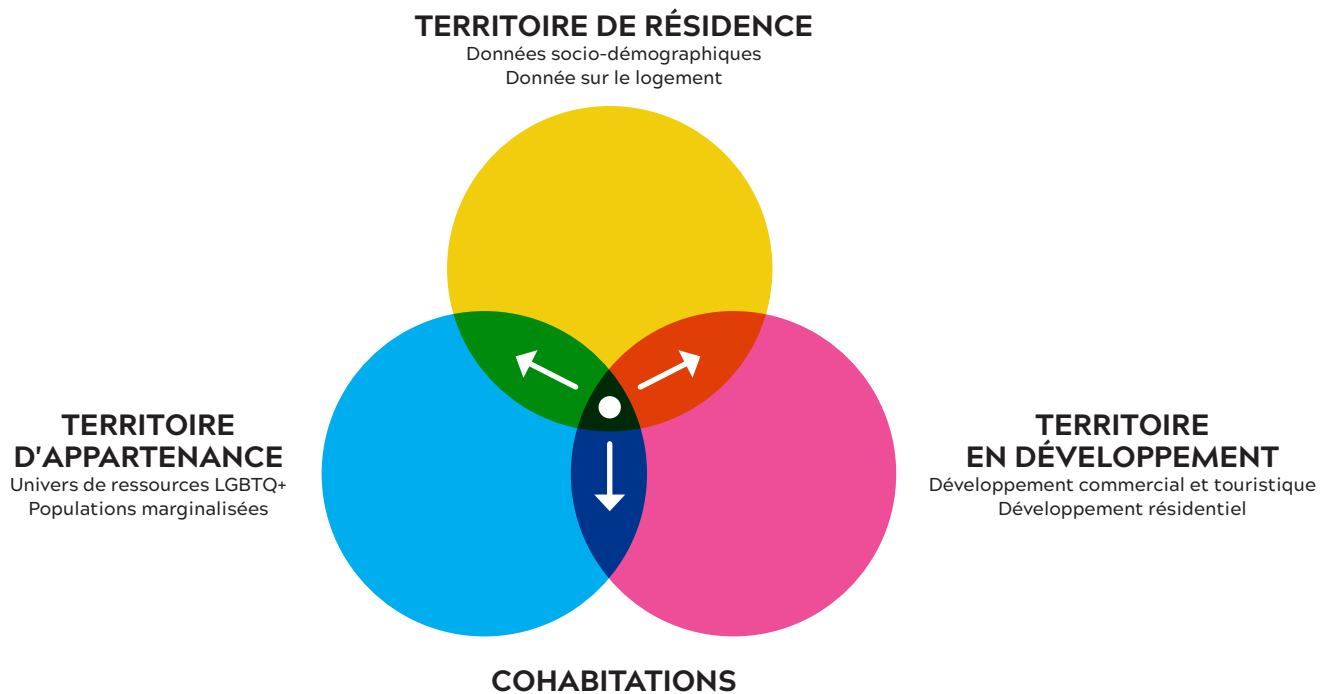 TERRITOIRE DE RÉSIDENCE
Données socio-démographiques
Donnée sur le logement
TERRITOIRE
D'APPARTENANCE
Univers de ressources LGBTQ+
Populations marginalisées
TERRITOIRE
EN DÉVELOPPEMENT
Développement commercial et touristique
Développement résidentiel
COHABITATIONS